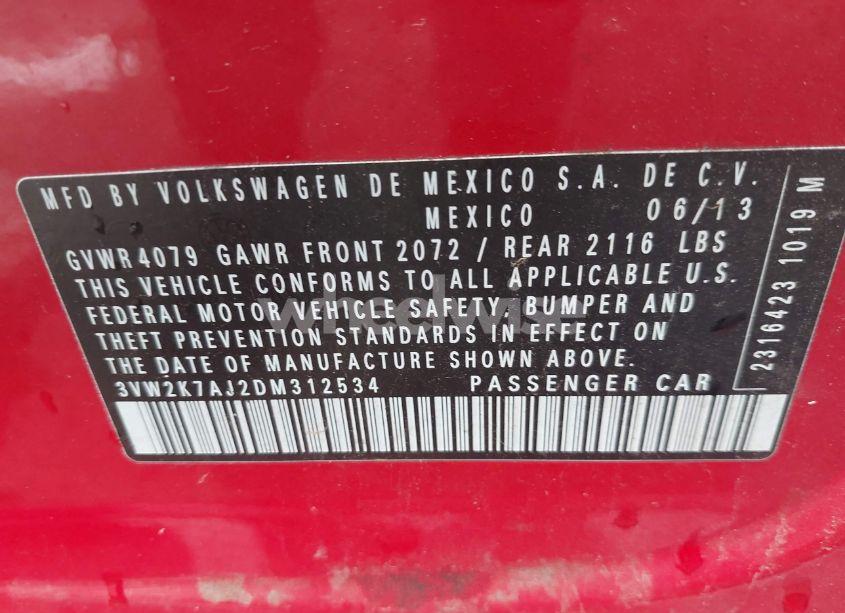 MFD BY VOLKSWAGEN DE MEXICO S.A. DE C.V.
MEXICO 06/13
GVWR 4079 GAWR FRONT 2072 / REAR 2116 LBS
THIS VEHICLE CONFORMS TO ALL APPLICABLE U.S.
FEDERAL MOTOR VEHICLE SAFETY, BUMPER AND
THEFT PREVENTION STANDARDS IN EFFECT ON
THE DATE OF MANUFACTURE SHOWN ABOVE.
3VW2K7AJ2DM312534 PASSENGER CAR
2316423 1019 M